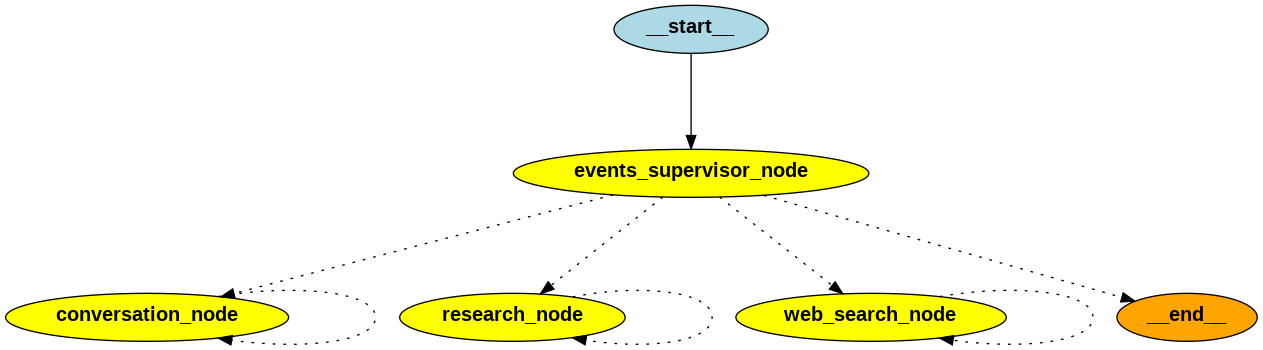 __start__
events_supervisor_node
conversation_node
research_node
web_search_node
__end__